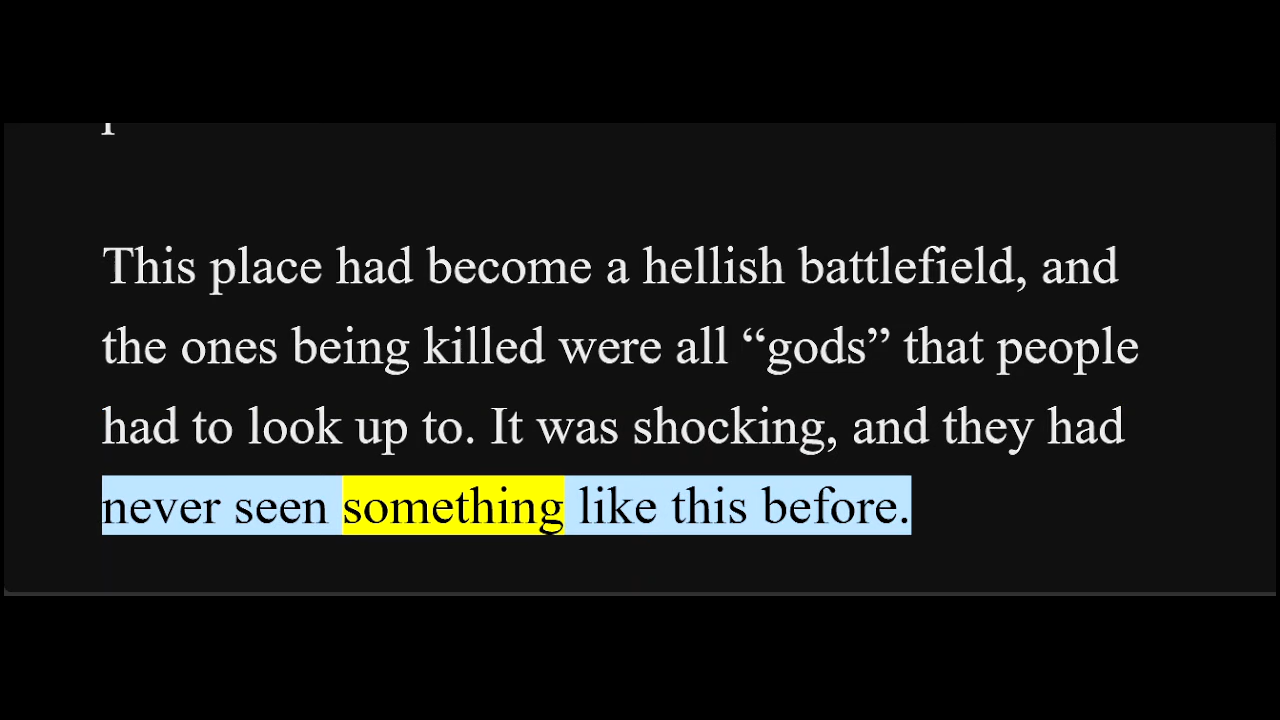 This place had become a hellish battlefield, and
the ones being killed were all “gods” that people
had to look up to. It was shocking, and they had
never seen something like this before.